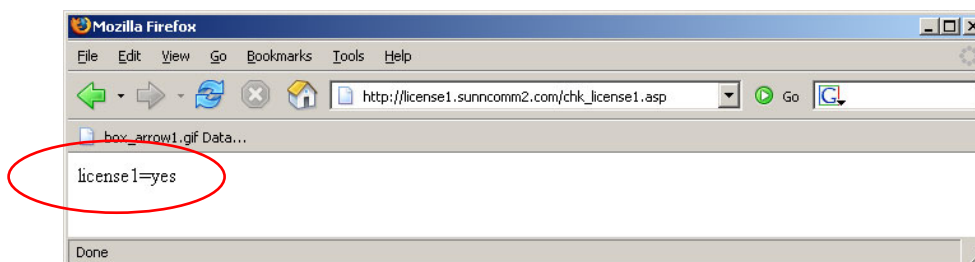 Mozilla Firefox
File Edit View Go Bookmarks Tools Help
http://license1.sunncomm2.com/chk_license1.asp Go G
box_arrow1.gif Data...
license1=yes
Done